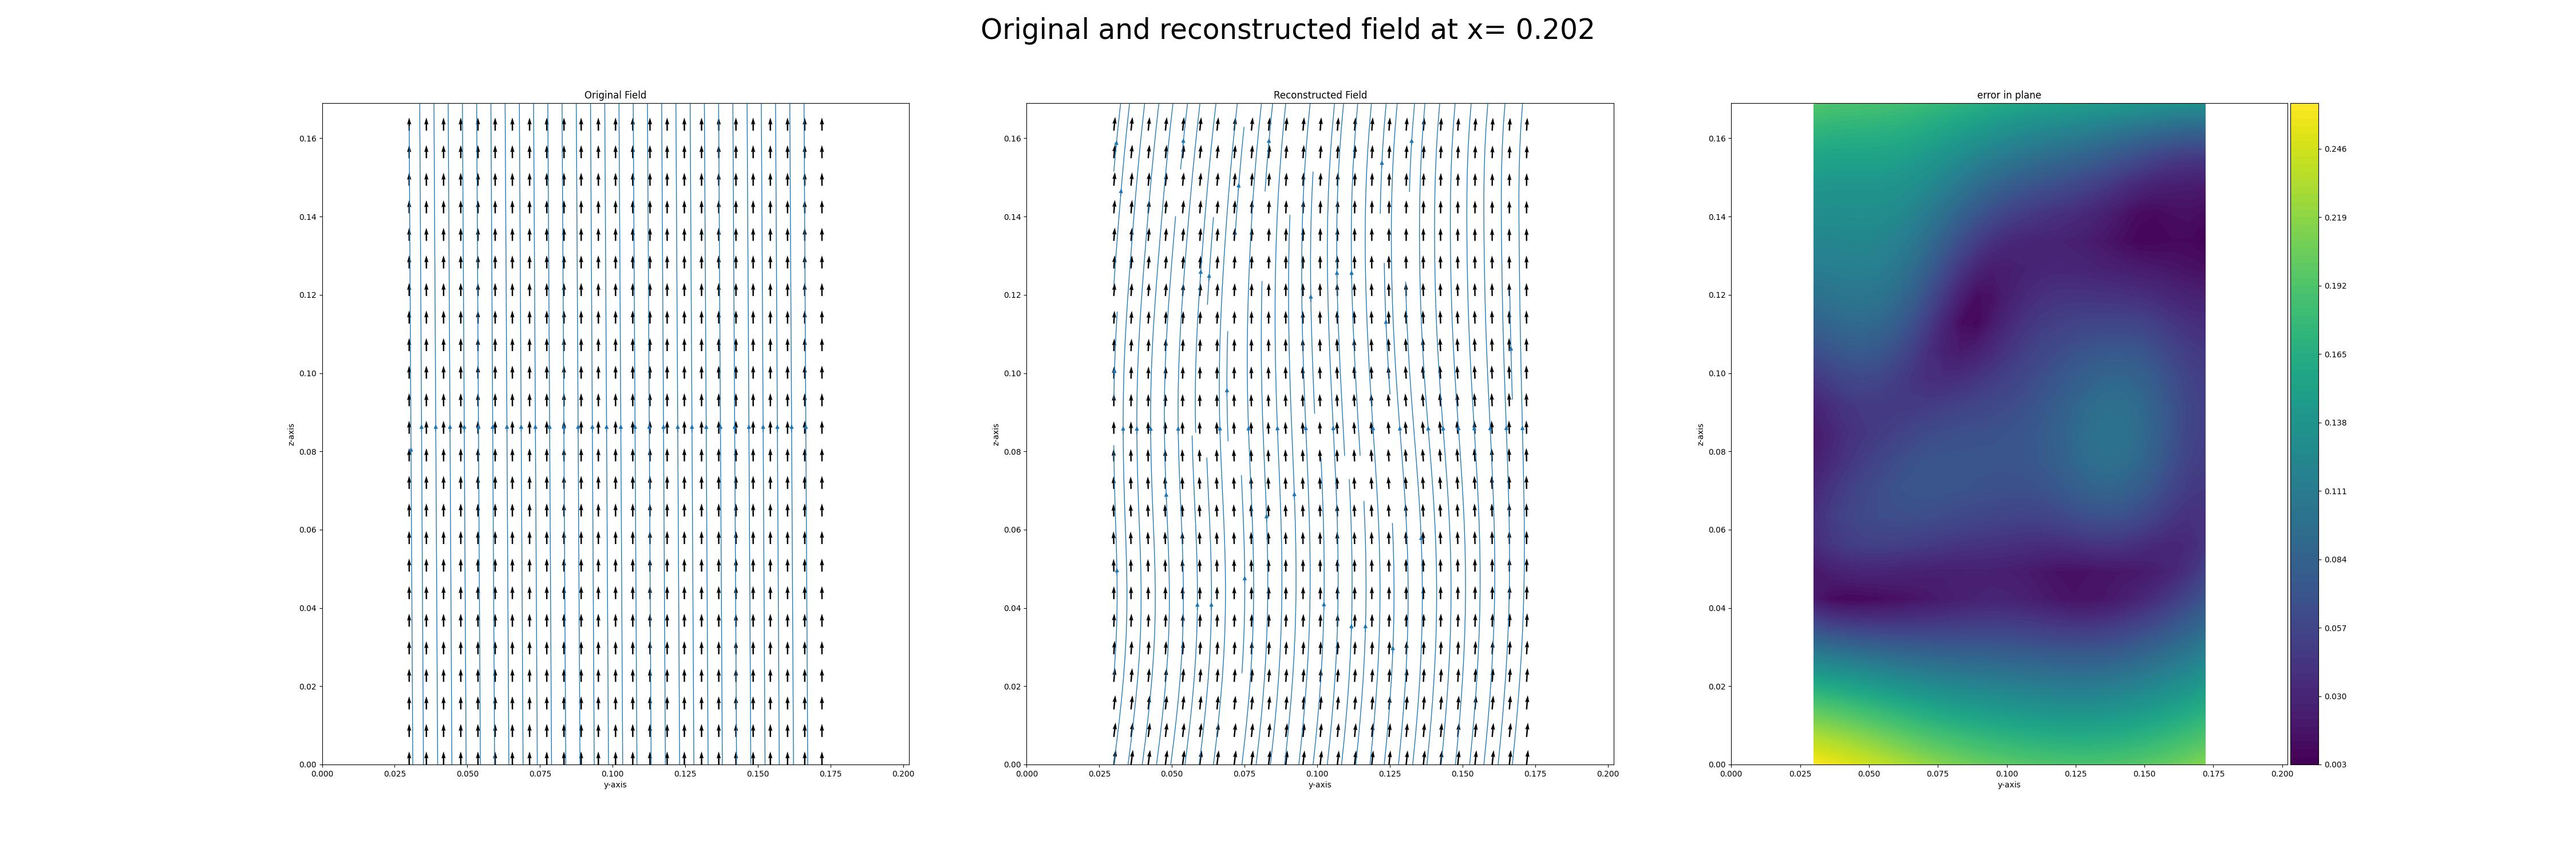 Original and reconstructed field at x= 0.202
Original Field
0.16
0.14
0.12
0.10
0.08
0.06
0.04
0.02
0.00
z-axis
0.000 0.025 0.050 0.075 0.100 0.125 0.150 0.175 0.200
y-axis
Reconstructed Field
0.16
0.14
0.12
0.10
0.08
0.06
0.04
0.02
0.00
z-axis
0.000 0.025 0.050 0.075 0.100 0.125 0.150 0.175 0.200
y-axis
error in plane
0.16
0.14
0.12
0.10
0.08
0.06
0.04
0.02
0.00
z-axis
0.000 0.025 0.050 0.075 0.100 0.125 0.150 0.175 0.200
y-axis
0.246
0.219
0.192
0.165
0.138
0.111
0.084
0.057
0.030
0.003